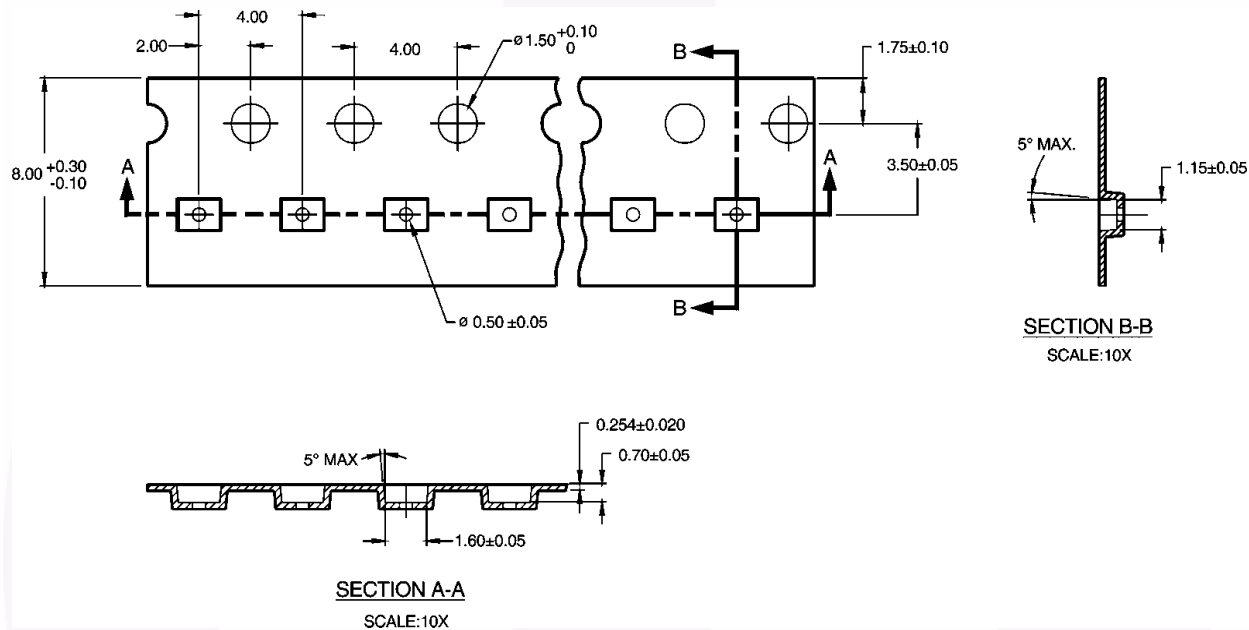 4.00
2.00
4.00
ø1.50 +0.10
0
B
1.75±0.10
8.00 +0.30
-0.10
A
A
3.50±0.05
5° MAX.
1.15±0.05
B
ø 0.50 ±0.05
SECTION B-B
SCALE:10X
0.254±0.020
5° MAX
0.70±0.05
1.60±0.05
SECTION A-A
SCALE:10X